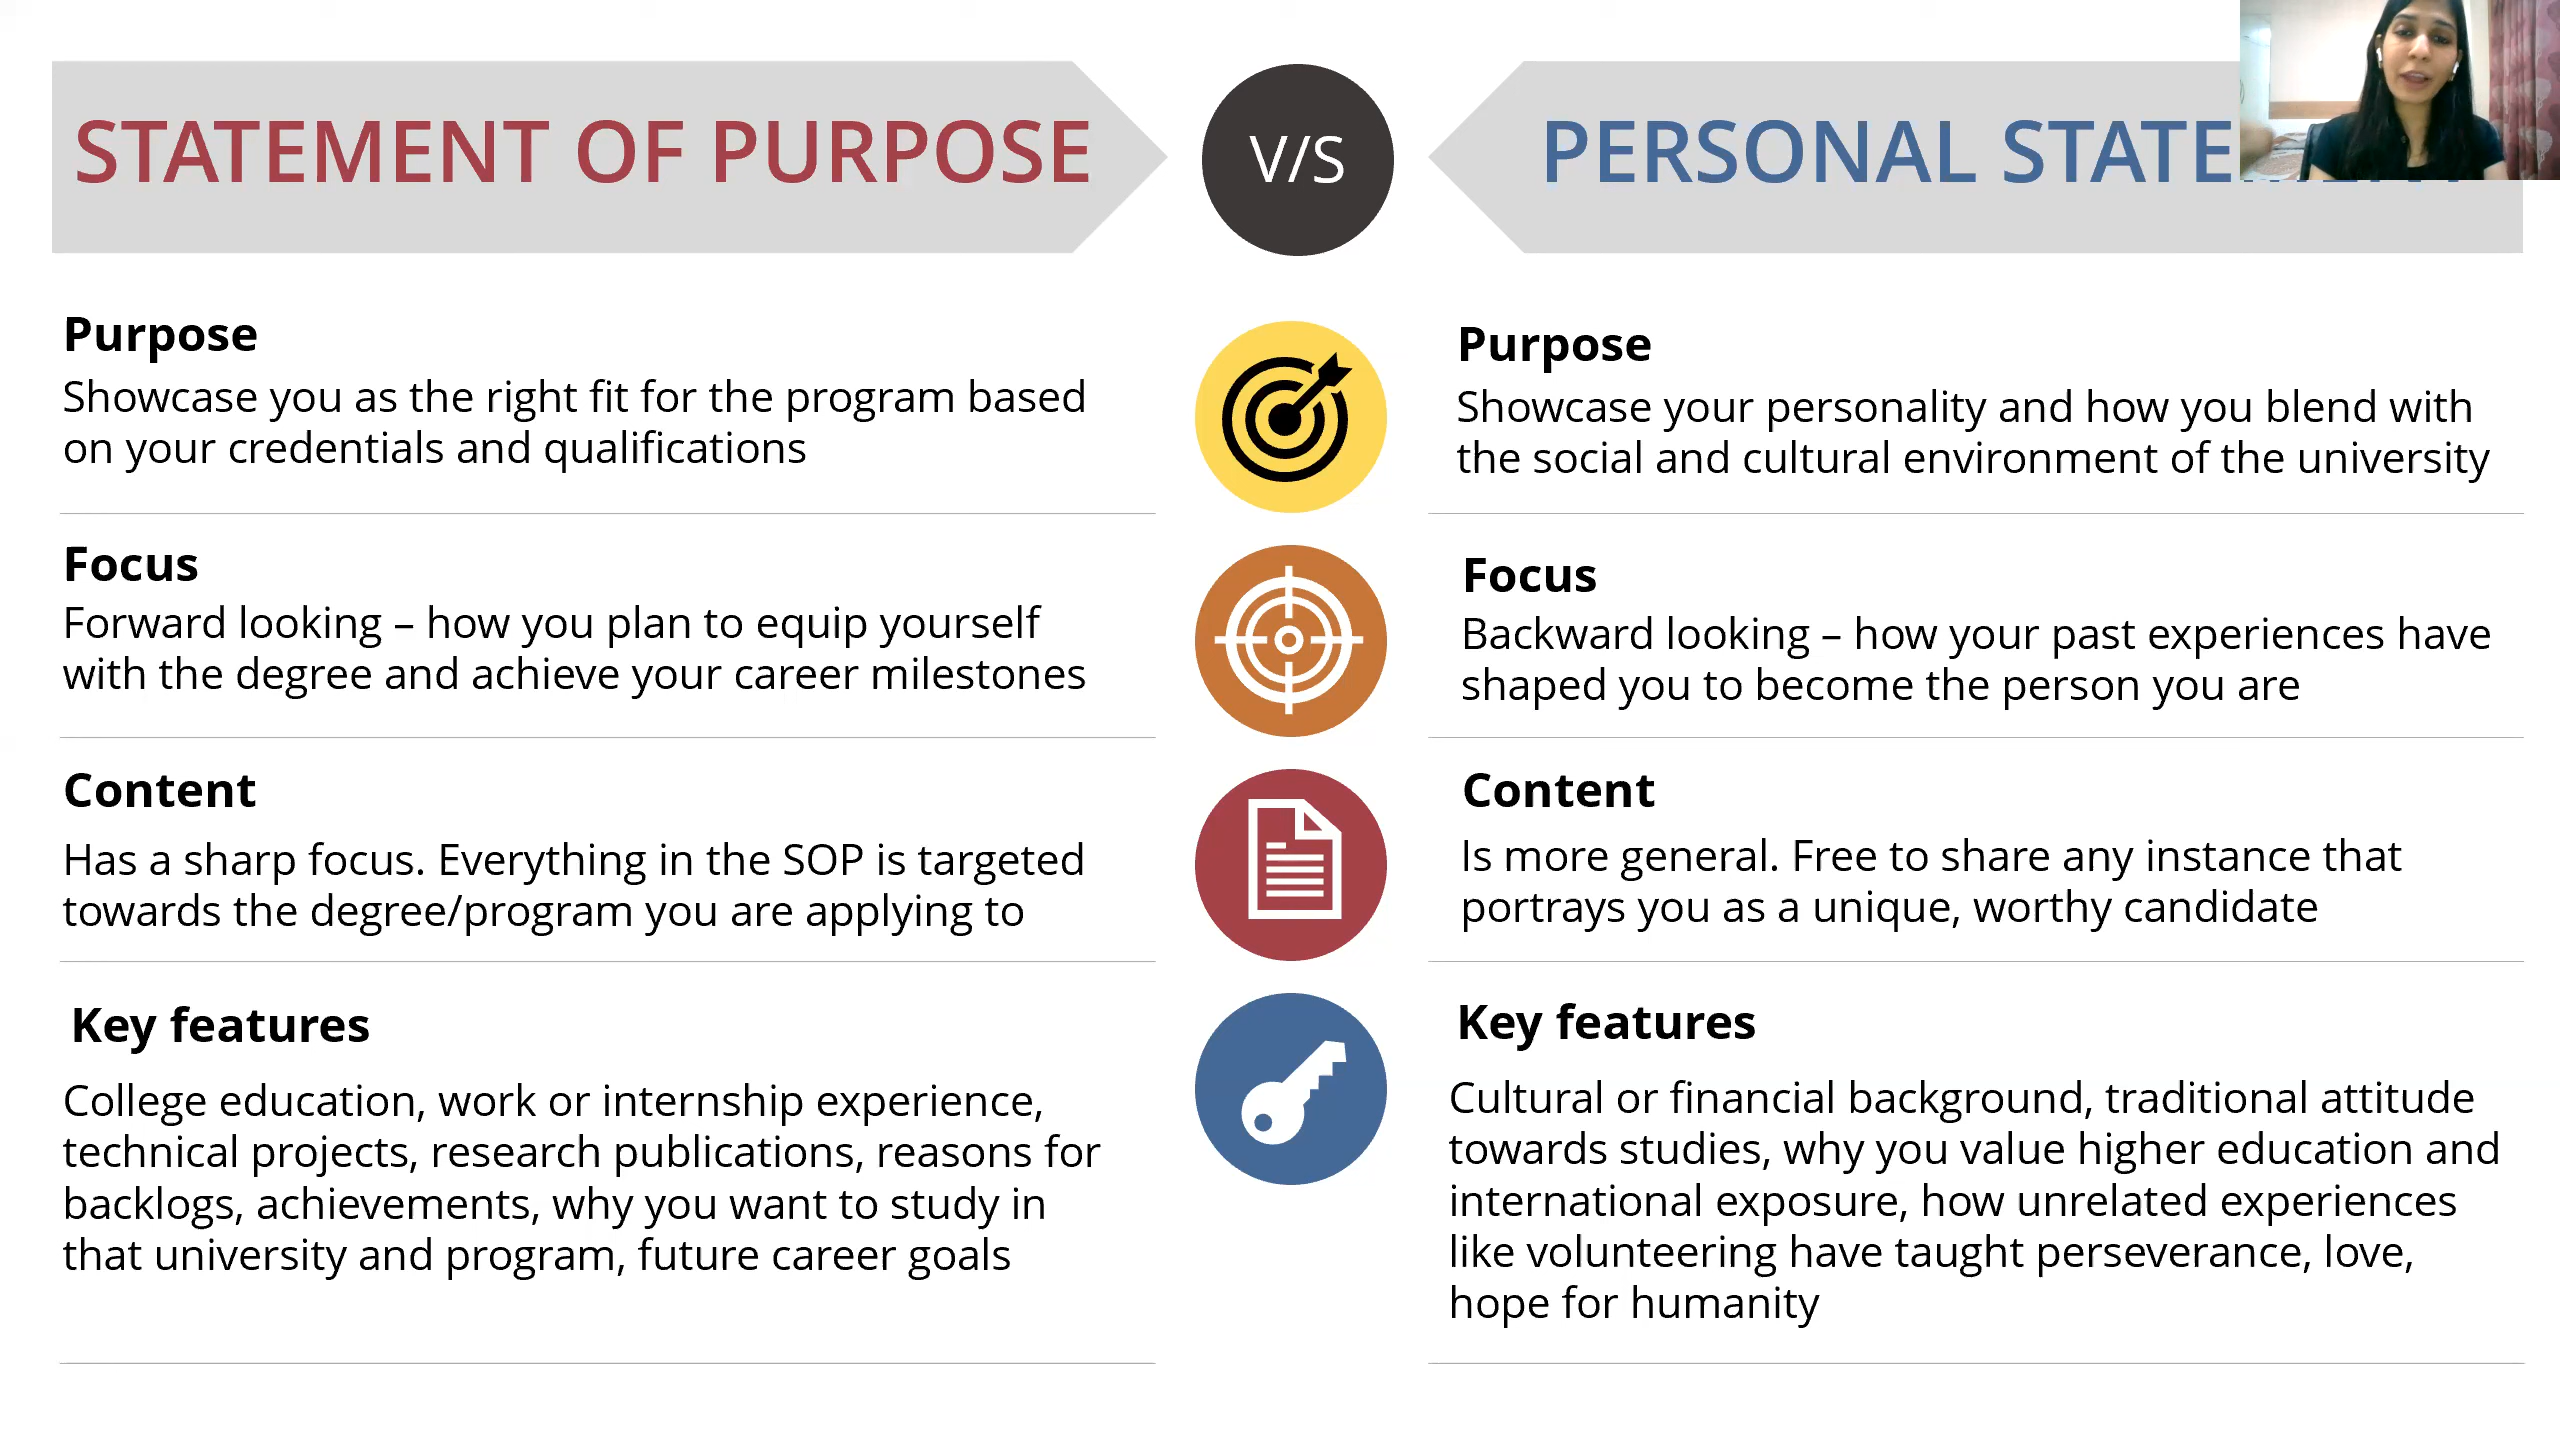 STATEMENT OF PURPOSE
V/S
PERSONAL
Purpose
Showcase you as the right fit for the program based
on your credentials and qualifications
Purpose
Showcase your personality and how you blend with
the social and cultural environment of the university
Focus
Forward looking – how you plan to equip yourself
with the degree and achieve your career milestones
Focus
Backward looking – how your past experiences have
shaped you to become the person you are
Content
Has a sharp focus. Everything in the SOP is targeted
towards the degree/program you are applying to
Content
Is more general. Free to share any instance that
portrays you as a unique, worthy candidate
Key features
College education, work or internship experience,
technical projects, research publications, reasons for
backlogs, achievements, why you want to study in
that university and program, future career goals
Key features
Cultural or financial background, traditional attitude
towards studies, why you value higher education and
international exposure, how unrelated experiences
like volunteering have taught perseverance, love,
hope for humanity